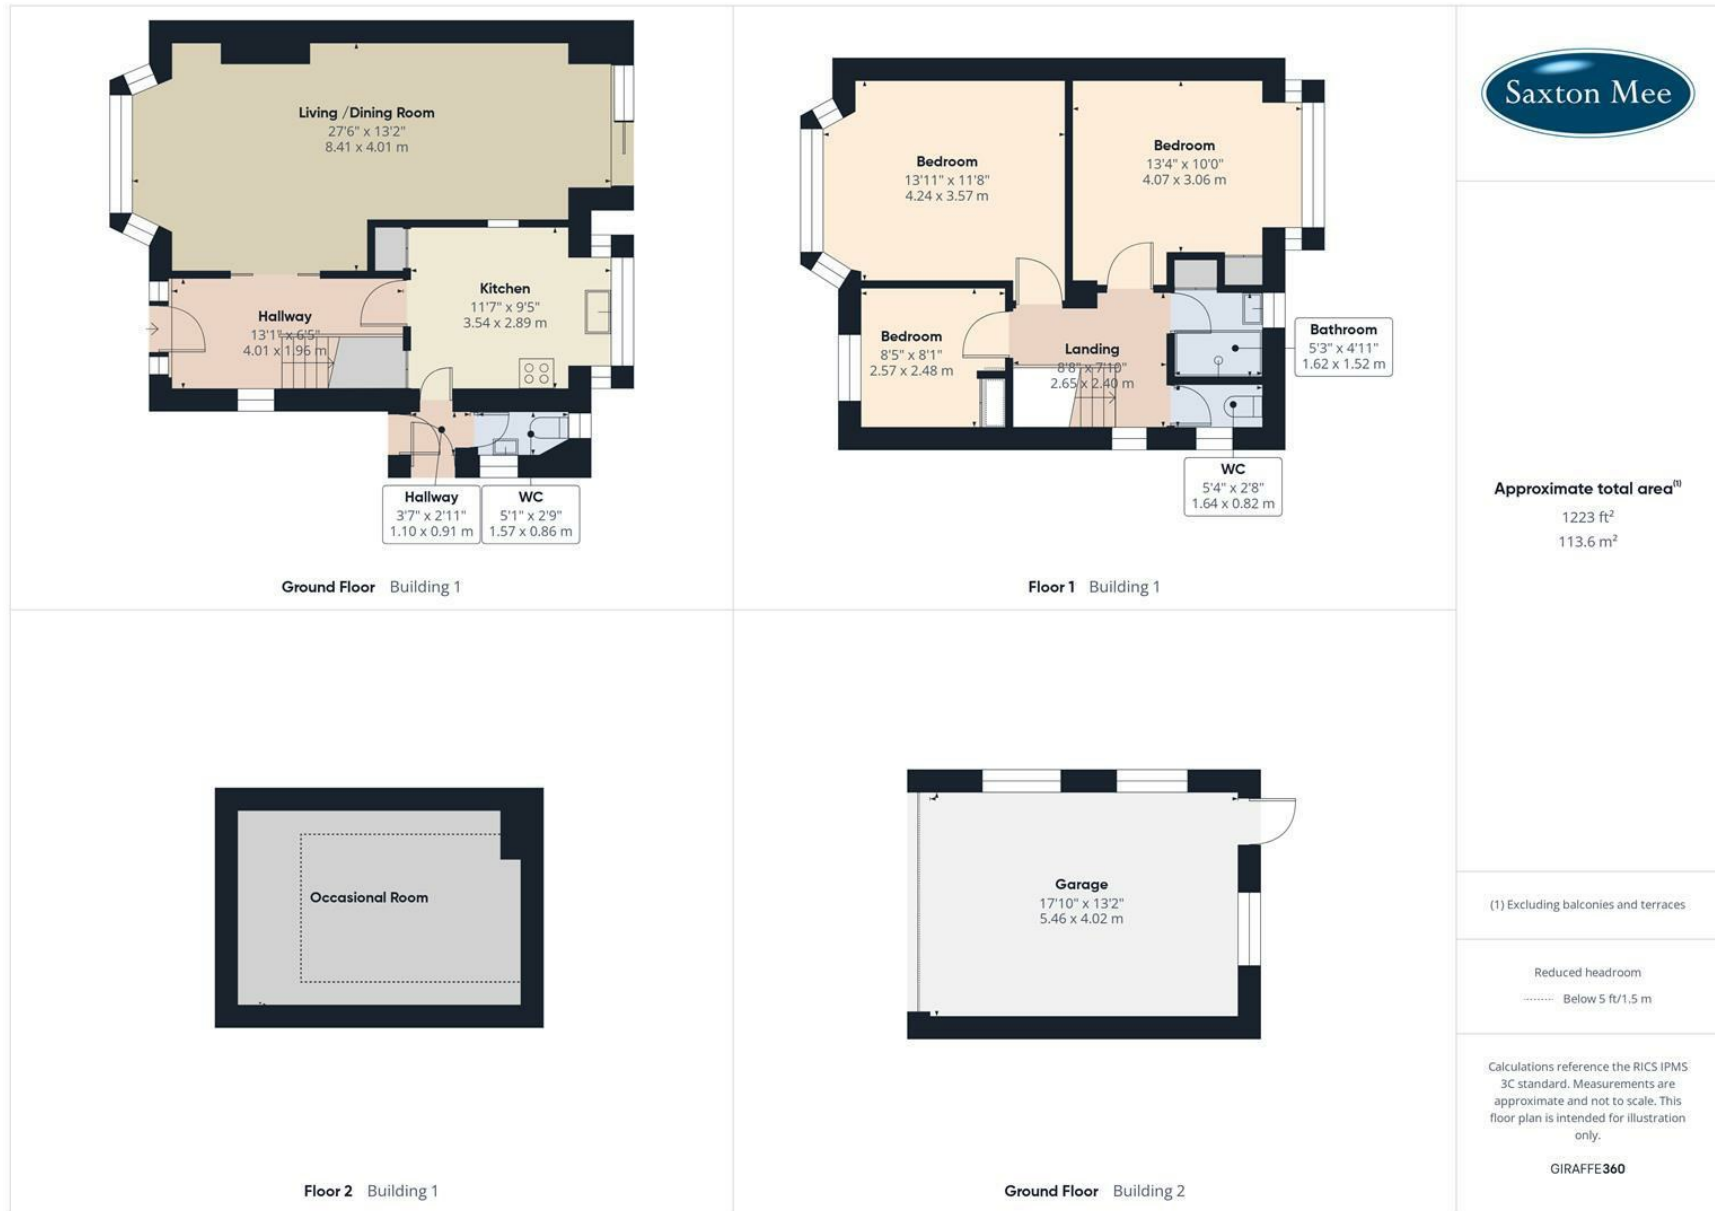 Living /Dining Room
27'6" x 13'2"
8.41 x 4.01 m
Kitchen
11'7" x 9'5"
3.54 x 2.89 m
Hallway
13'1" x 6'5"
4.01 x 1.96 m
Hallway
3'7" x 2'11"
1.10 x 0.91 m
WC
5'1" x 2'9"
1.57 x 0.86 m
Ground Floor Building 1
Bedroom
13'11" x 11'8"
4.24 x 3.57 m
Bedroom
13'4" x 10'0"
4.07 x 3.06 m
Bedroom
8'5" x 8'1"
2.57 x 2.48 m
Landing
8'8" x 7'10"
2.65 x 2.40 m
Bathroom
5'3" x 4'11"
1.62 x 1.52 m
WC
5'4" x 2'8"
1.64 x 0.82 m
Floor 1 Building 1
Occasional Room
Floor 2 Building 1
Garage
17'10" x 13'2"
5.46 x 4.02 m
Ground Floor Building 2
Saxton Mee
Approximate total area(1)
1223 ft²
113.6 m²
(1) Excluding balconies and terraces
Reduced headroom
Below 5 ft/1.5 m
Calculations reference the RICS IPMS
3C standard. Measurements are
approximate and not to scale. This
floor plan is intended for illustration
only.
GIRAFFE360